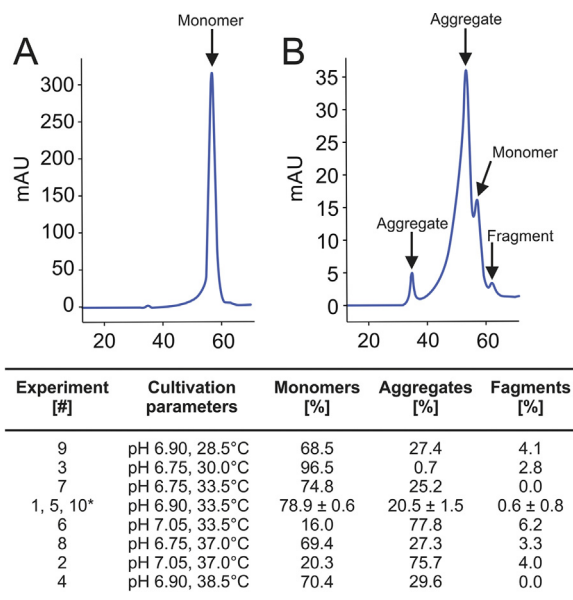 A
Monomer
mAU
300
250
200
150
100
50
0
20 40 60
B
Aggregate
Monomer
Aggregate
Fragment
mAU
35
30
25
20
15
10
5
0
20 40 60
Experiment [#] Cultivation parameters Monomers [%] Aggregates [%] Fagments [%]
9 pH 6.90, 28.5°C 68.5 27.4 4.1
3 pH 6.75, 30.0°C 96.5 0.7 2.8
7 pH 6.75, 33.5°C 74.8 25.2 0.0
1, 5, 10* pH 6.90, 33.5°C 78.9 ± 0.6 20.5 ± 1.5 0.6 ± 0.8
6 pH 7.05, 33.5°C 16.0 77.8 6.2
8 pH 6.75, 37.0°C 69.4 27.3 3.3
2 pH 7.05, 37.0°C 20.3 75.7 4.0
4 pH 6.90, 38.5°C 70.4 29.6 0.0